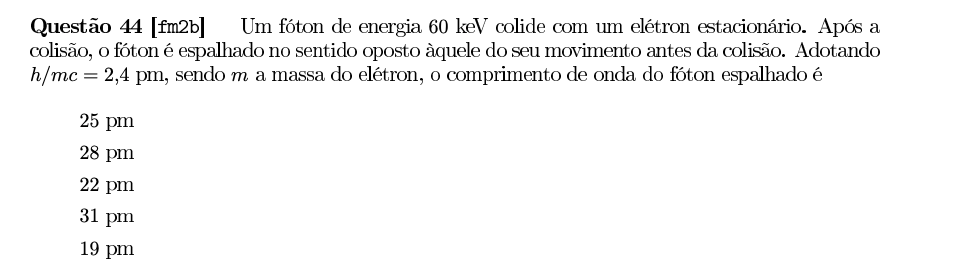 Questão 44 [fm2b] Um fóton de energia 60 keV colide com um elétron estacionário. Após a
colisão, o fóton é espalhado no sentido oposto àquele do seu movimento antes da colisão. Adotando
h/mc = 2,4 pm, sendo m a massa do elétron, o comprimento de onda do fóton espalhado é
25 pm
28 pm
22 pm
31 pm
19 pm